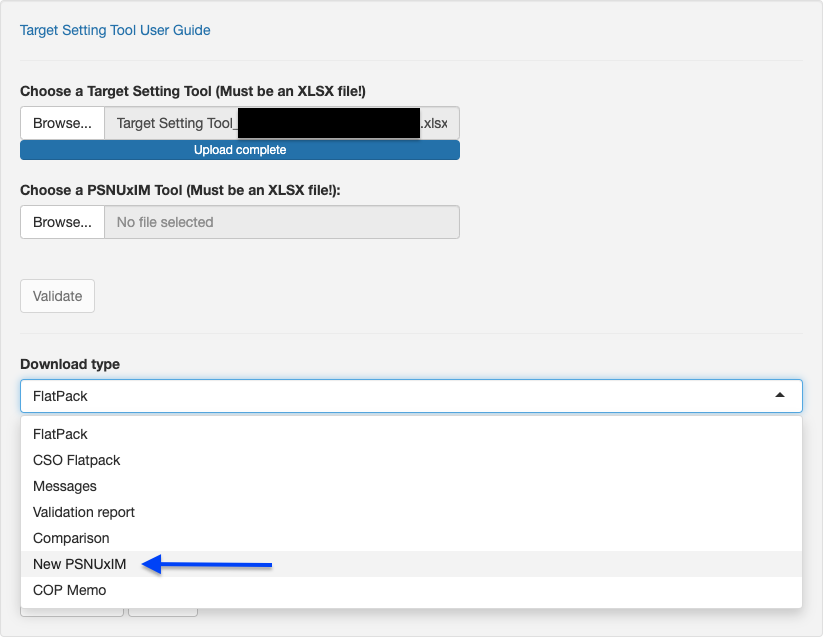 Target Setting Tool User Guide
Choose a Target Setting Tool (Must be an XLSX file!)
Browse... Target Setting Tool_ .xlsx
Upload complete
Choose a PSNUxIM Tool (Must be an XLSX file!):
Browse... No file selected
Validate
Download type
FlatPack
FlatPack
CSO Flatpack
Messages
Validation report
Comparison
New PSNUxIM
COP Memo